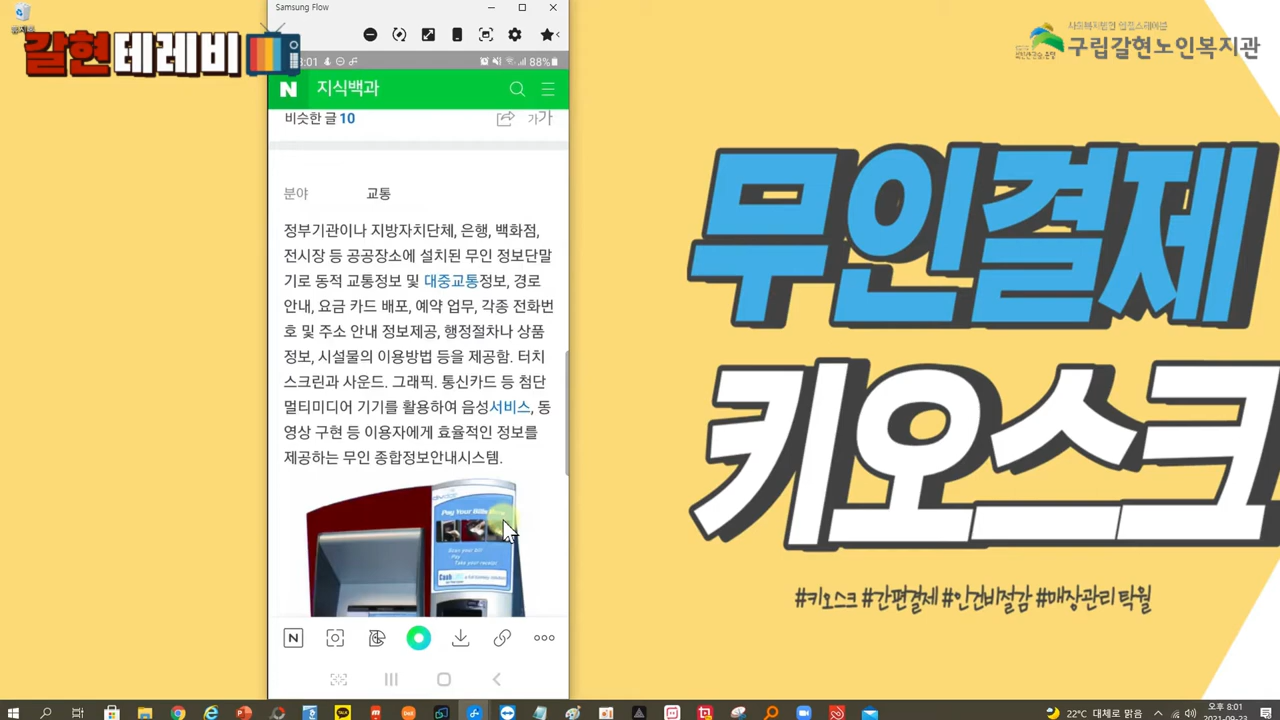 Samsung Flow
갈현테레비
3:01
88%
N 지식백과
비슷한 글 10
가가
분야 교통
정부기관이나 지방자치단체, 은행, 백화점,
전시장 등 공공장소에 설치된 무인 정보단말
기로 동적 교통정보 및 대중교통정보, 경로
안내, 요금 카드 배포, 예약 업무, 각종 전화번
호 및 주소 안내 정보제공, 행정절차나 상품
정보, 시설물의 이용방법 등을 제공함. 터치
스크린과 사운드. 그래픽. 통신카드 등 첨단
멀티미디어 기기를 활용하여 음성서비스, 동
영상 구현 등 이용자에게 효율적인 정보를
제공하는 무인 종합정보안내시스템.
Pay Your Bills
Cash
N
구립갈현노인복지관
무인결제
키오스크
#키오스크 #간편결제 #인건비절감 #매장관리 탁월
22°C 대체로 맑음
오후 8:01
2021-09-23